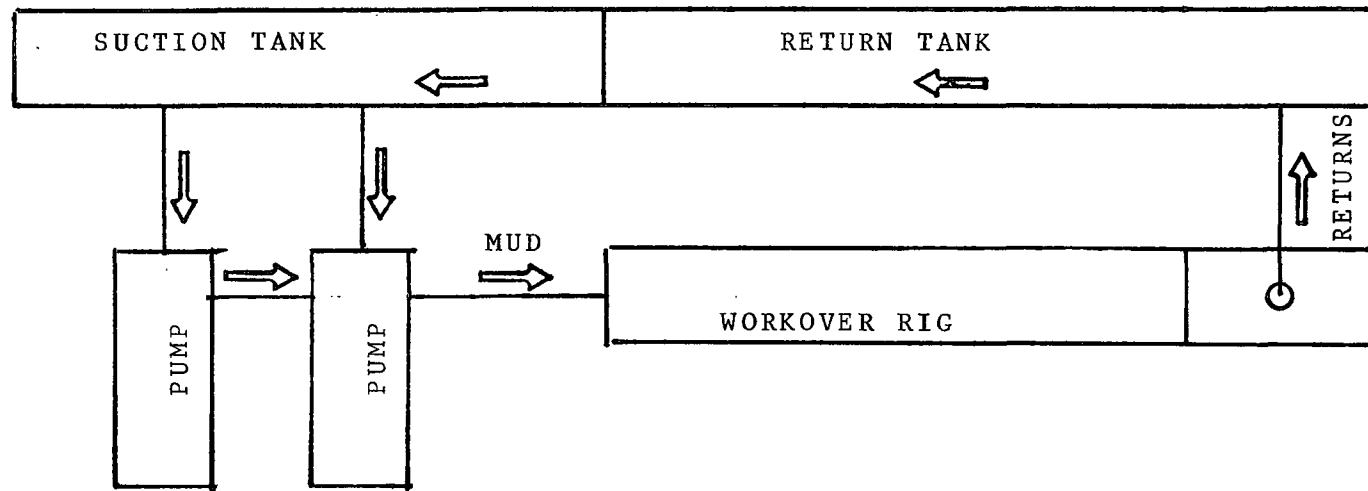 SUCTION TANK
RETURN TANK
RETURNS
MUD
WORKOVER RIG
PUMP
PUMP